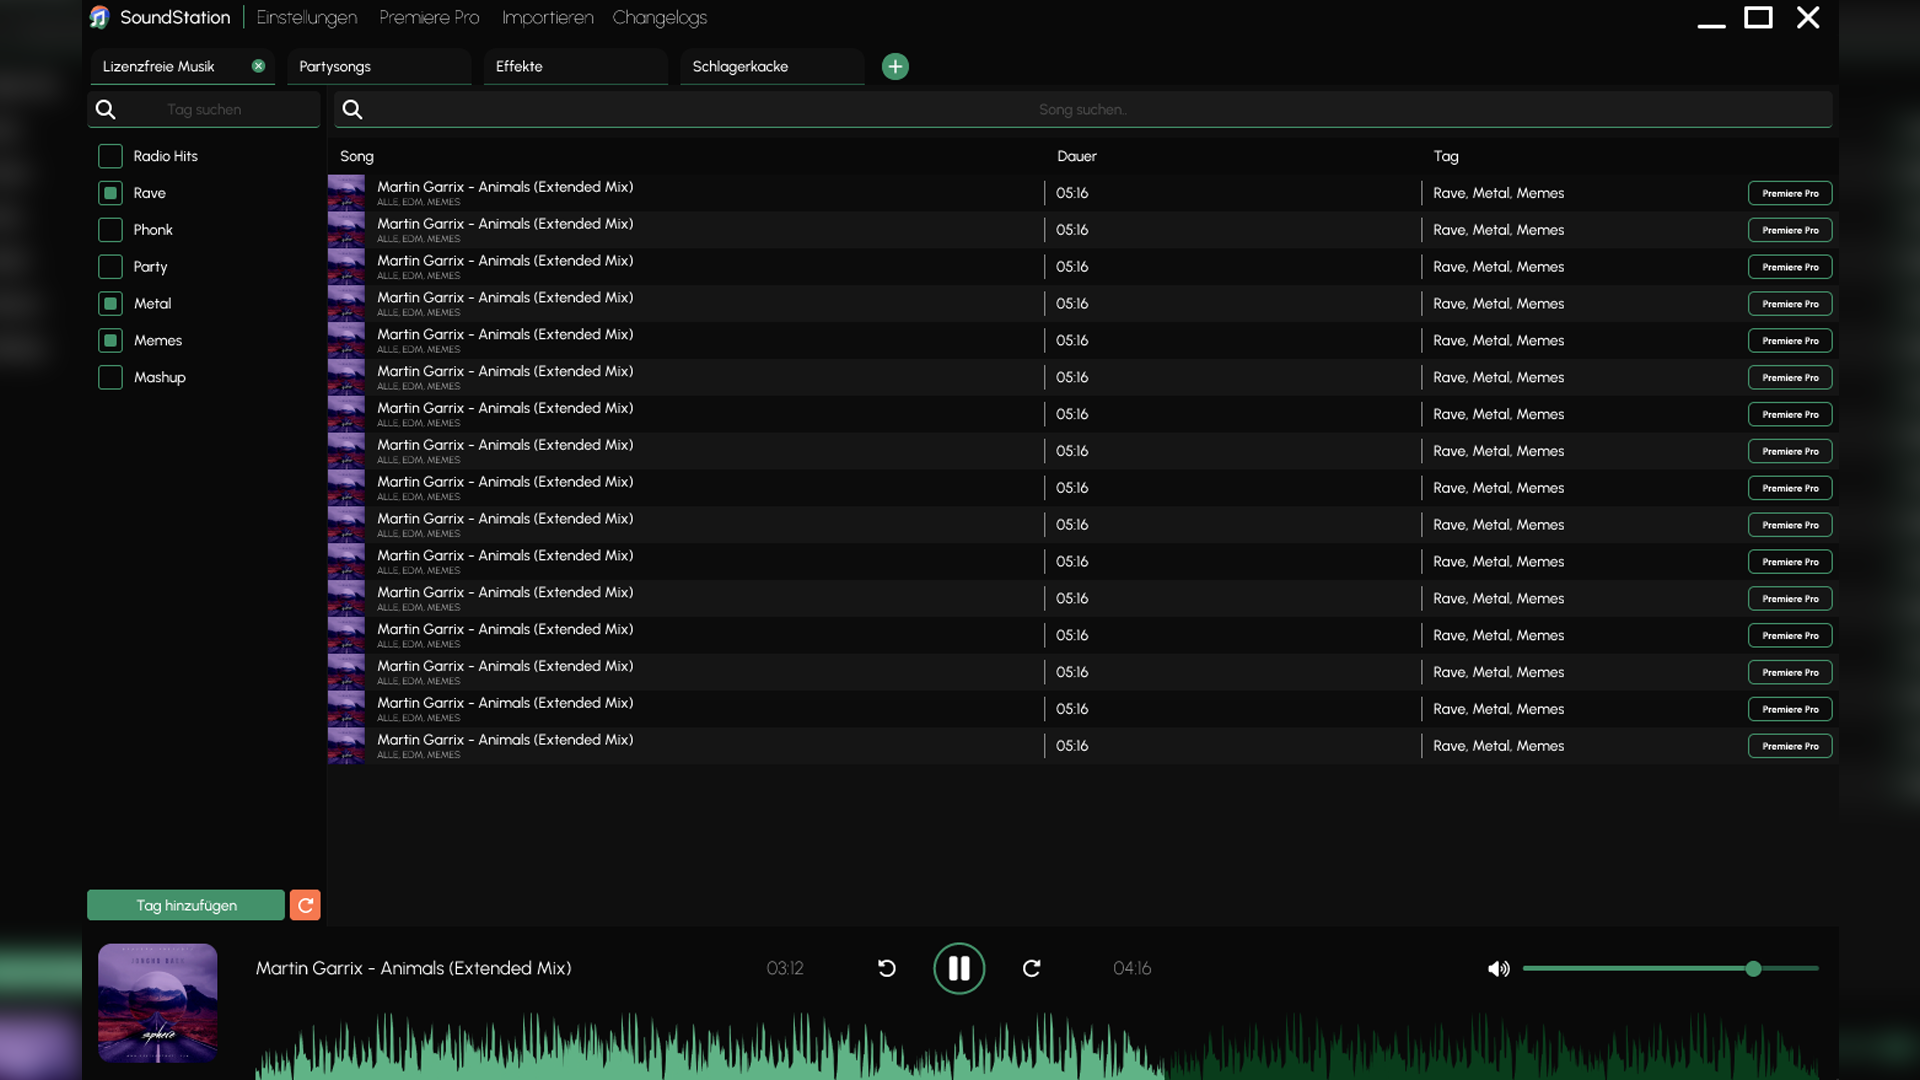 SoundStation Einstellungen Premiere Pro Importieren Changelogs
Lizenzfreie Musik Partysongs Effekte Schlagerkacke
Tag suchen Song suchen..
Song Dauer Tag
Radio Hits
Rave
Phonk
Party
Metal
Memes
Mashup
Martin Garrix - Animals (Extended Mix) 05:16 Rave, Metal, Memes Premiere Pro
ALLE, EDM, MEMES
Martin Garrix - Animals (Extended Mix) 05:16 Rave, Metal, Memes Premiere Pro
ALLE, EDM, MEMES
Martin Garrix - Animals (Extended Mix) 05:16 Rave, Metal, Memes Premiere Pro
ALLE, EDM, MEMES
Martin Garrix - Animals (Extended Mix) 05:16 Rave, Metal, Memes Premiere Pro
ALLE, EDM, MEMES
Martin Garrix - Animals (Extended Mix) 05:16 Rave, Metal, Memes Premiere Pro
ALLE, EDM, MEMES
Martin Garrix - Animals (Extended Mix) 05:16 Rave, Metal, Memes Premiere Pro
ALLE, EDM, MEMES
Martin Garrix - Animals (Extended Mix) 05:16 Rave, Metal, Memes Premiere Pro
ALLE, EDM, MEMES
Martin Garrix - Animals (Extended Mix) 05:16 Rave, Metal, Memes Premiere Pro
ALLE, EDM, MEMES
Martin Garrix - Animals (Extended Mix) 05:16 Rave, Metal, Memes Premiere Pro
ALLE, EDM, MEMES
Martin Garrix - Animals (Extended Mix) 05:16 Rave, Metal, Memes Premiere Pro
ALLE, EDM, MEMES
Martin Garrix - Animals (Extended Mix) 05:16 Rave, Metal, Memes Premiere Pro
ALLE, EDM, MEMES
Martin Garrix - Animals (Extended Mix) 05:16 Rave, Metal, Memes Premiere Pro
ALLE, EDM, MEMES
Martin Garrix - Animals (Extended Mix) 05:16 Rave, Metal, Memes Premiere Pro
ALLE, EDM, MEMES
Martin Garrix - Animals (Extended Mix) 05:16 Rave, Metal, Memes Premiere Pro
ALLE, EDM, MEMES
Martin Garrix - Animals (Extended Mix) 05:16 Rave, Metal, Memes Premiere Pro
ALLE, EDM, MEMES
Martin Garrix - Animals (Extended Mix) 05:16 Rave, Metal, Memes Premiere Pro
ALLE, EDM, MEMES
Tag hinzufügen
Martin Garrix - Animals (Extended Mix) 03:12 04:16